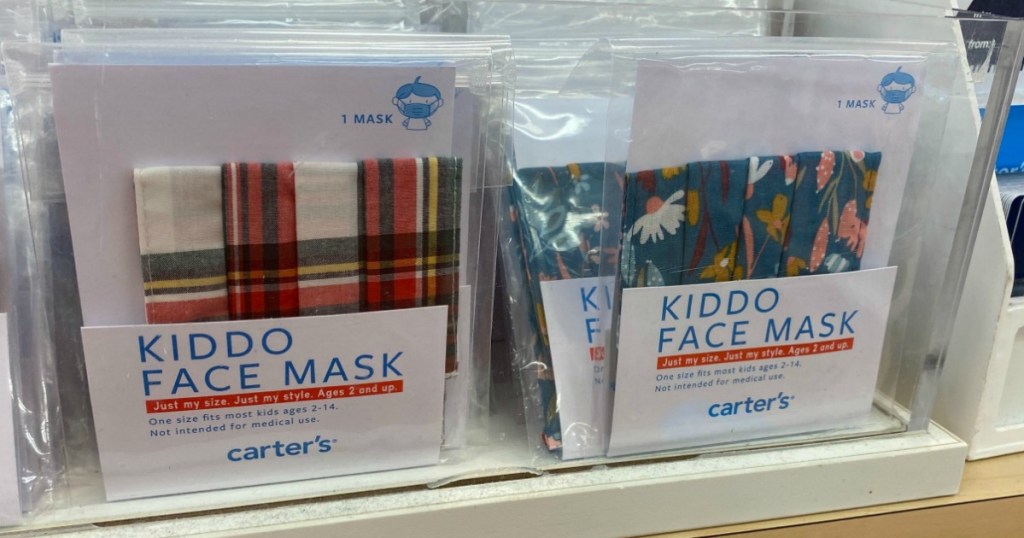 1 MASK
KIDDO
FACE MASK
Just my size. Just my style. Ages 2 and up.
One size fits most kids ages 2-14.
Not intended for medical use.
carter's®
1 MASK
KIDDO
FACE MASK
Just my size. Just my style. Ages 2 and up.
One size fits most kids ages 2-14.
Not intended for medical use.
carter's®
from